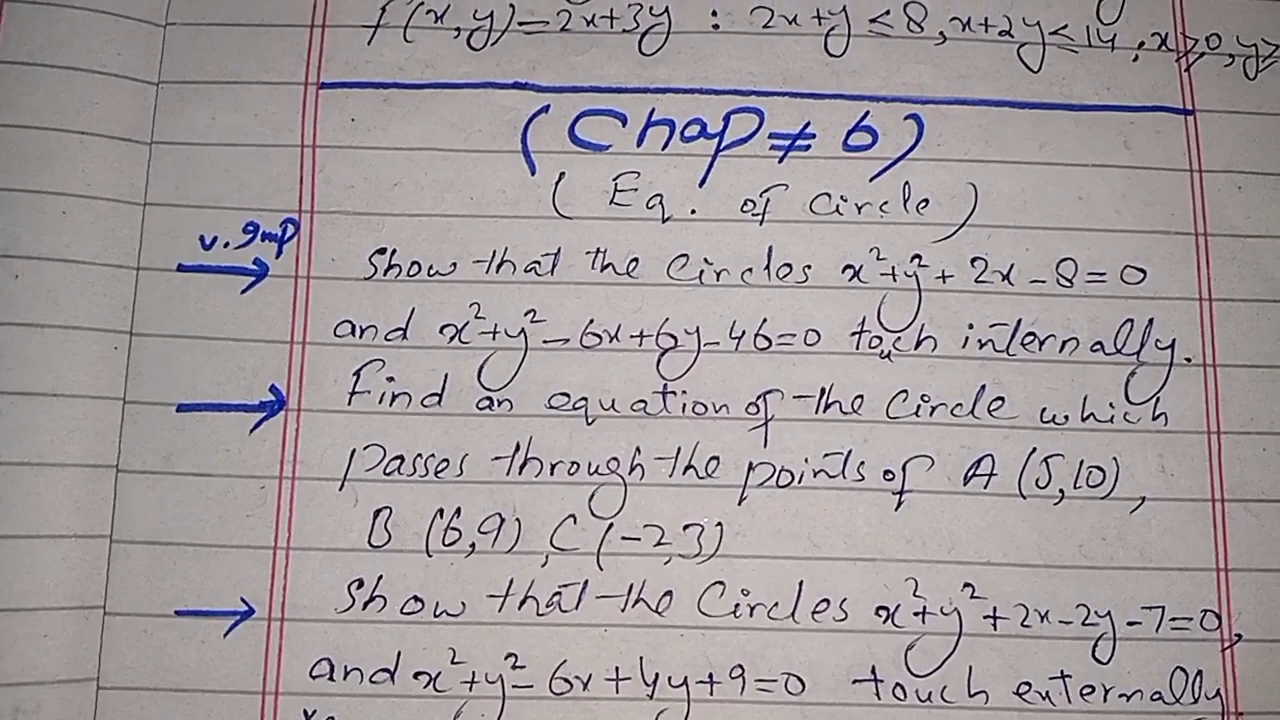 f(x,y)=2x+3y : 2x+y ≤8, x+2y≤14, x≥0, y≥
(Chap≠ 6)
(Eq. of Circle)
v. Imp
Show that the Circles x²+y²+2x-8=0
and x²+y²-6x+6y-46=0 touch internally.
Find an equation of the Circle which
passes through the points of A (5,10),
B (6,9), C(-2,3)
Show that the Circles x²+y²+2x-2y-7=0,
and x²+y²-6x+4y+9=0 touch externally